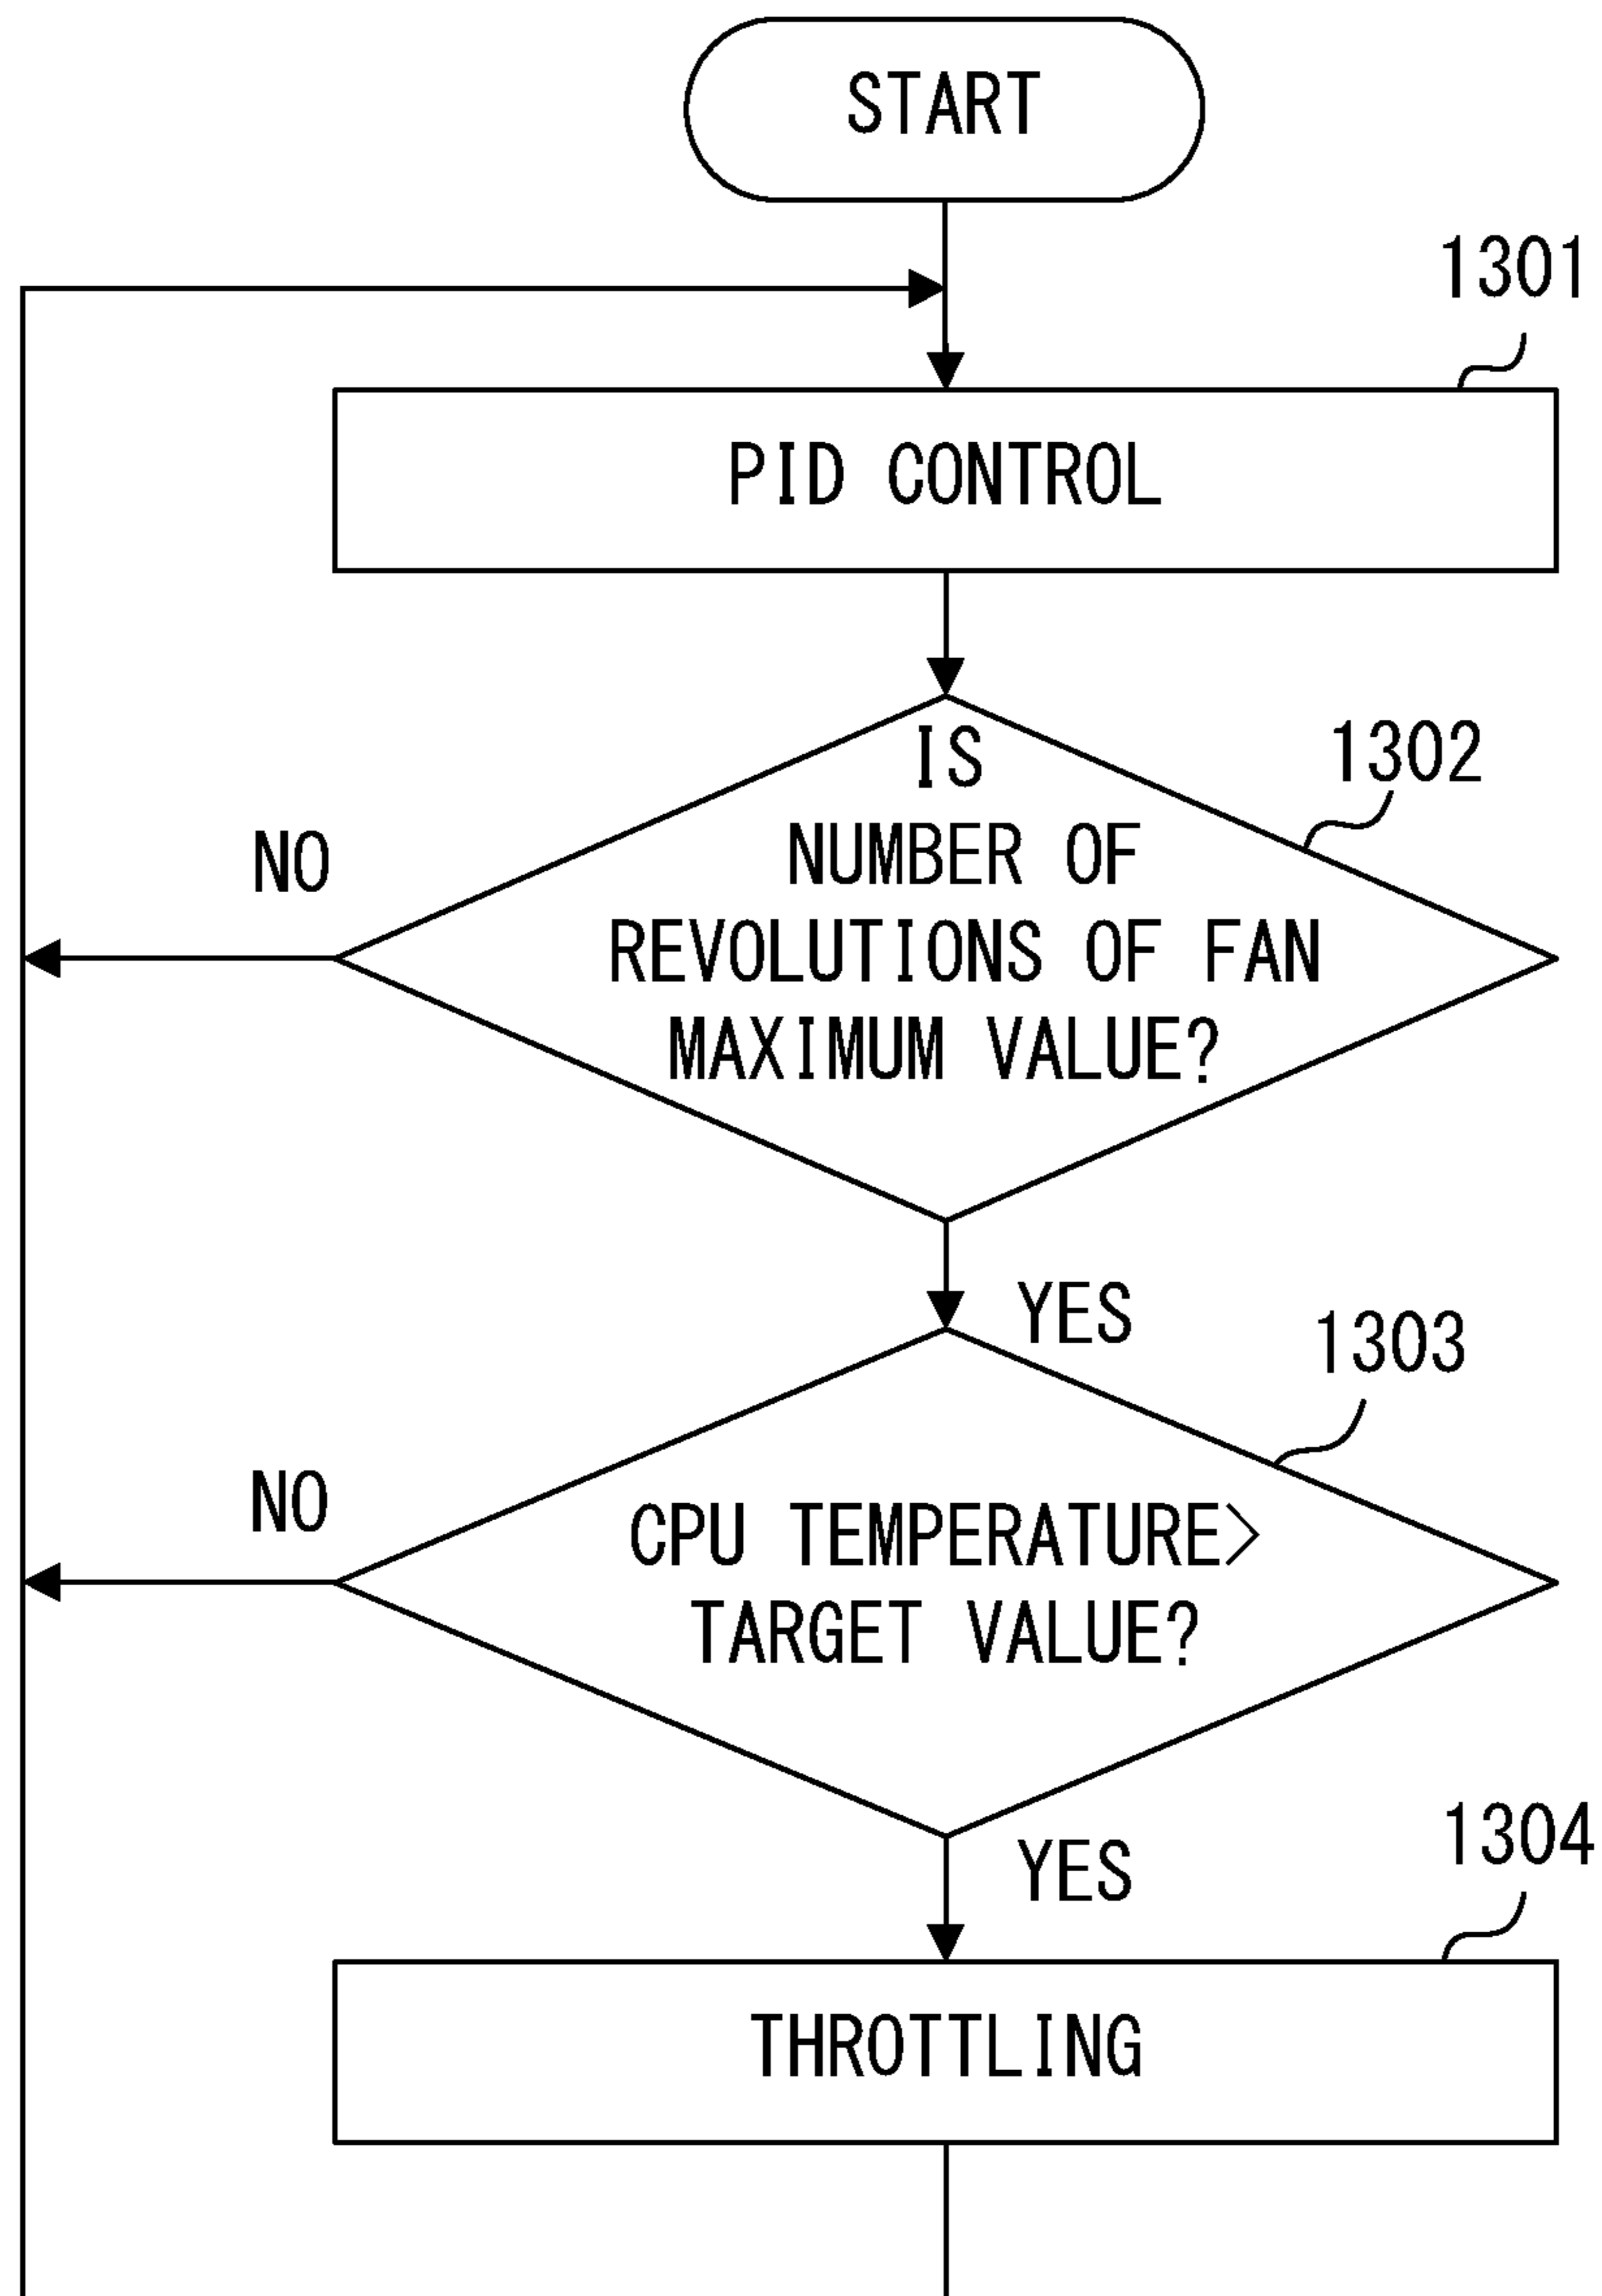 START
1301
PID CONTROL
1302
IS
NUMBER OF
REVOLUTIONS OF FAN
MAXIMUM VALUE?
NO
YES
1303
CPU TEMPERATURE>
TARGET VALUE?
NO
YES
1304
THROTTLING